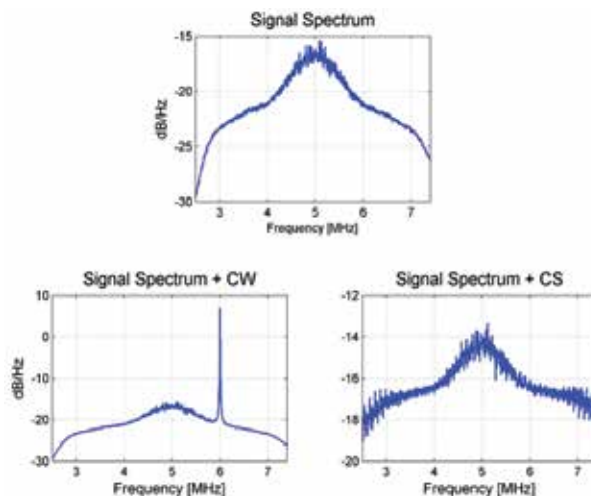 Signal Spectrum
-15
-20
-25
-30
dB/Hz
3 4 5 6 7
Frequency [MHz]
Signal Spectrum + CW
10
0
-10
-20
-30
dB/Hz
3 4 5 6 7
Frequency [MHz]
Signal Spectrum + CS
-12
-14
-16
-18
-20
3 4 5 6 7
Frequency [MHz]